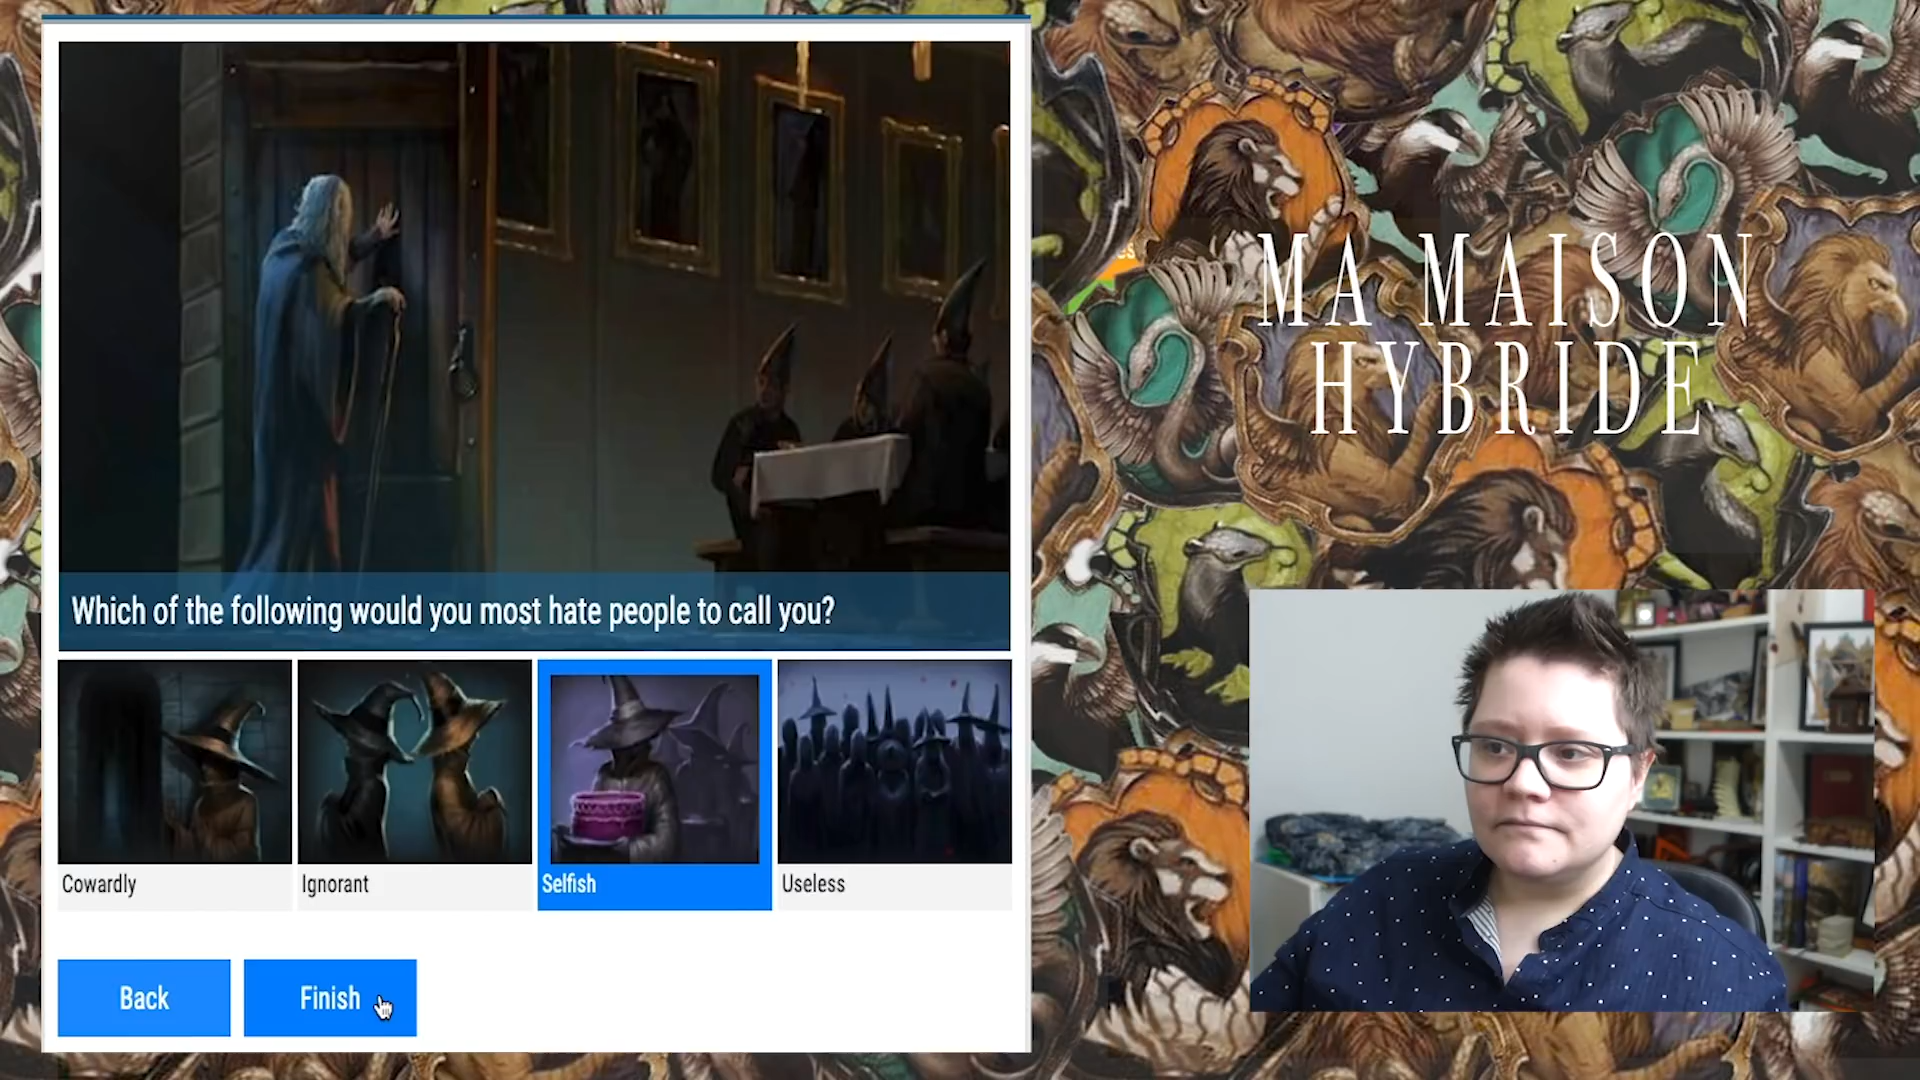 Which of the following would you most hate people to call you?
Cowardly
Ignorant
Selfish
Useless
Back
Finish
MA MAISON
HYBRIDE